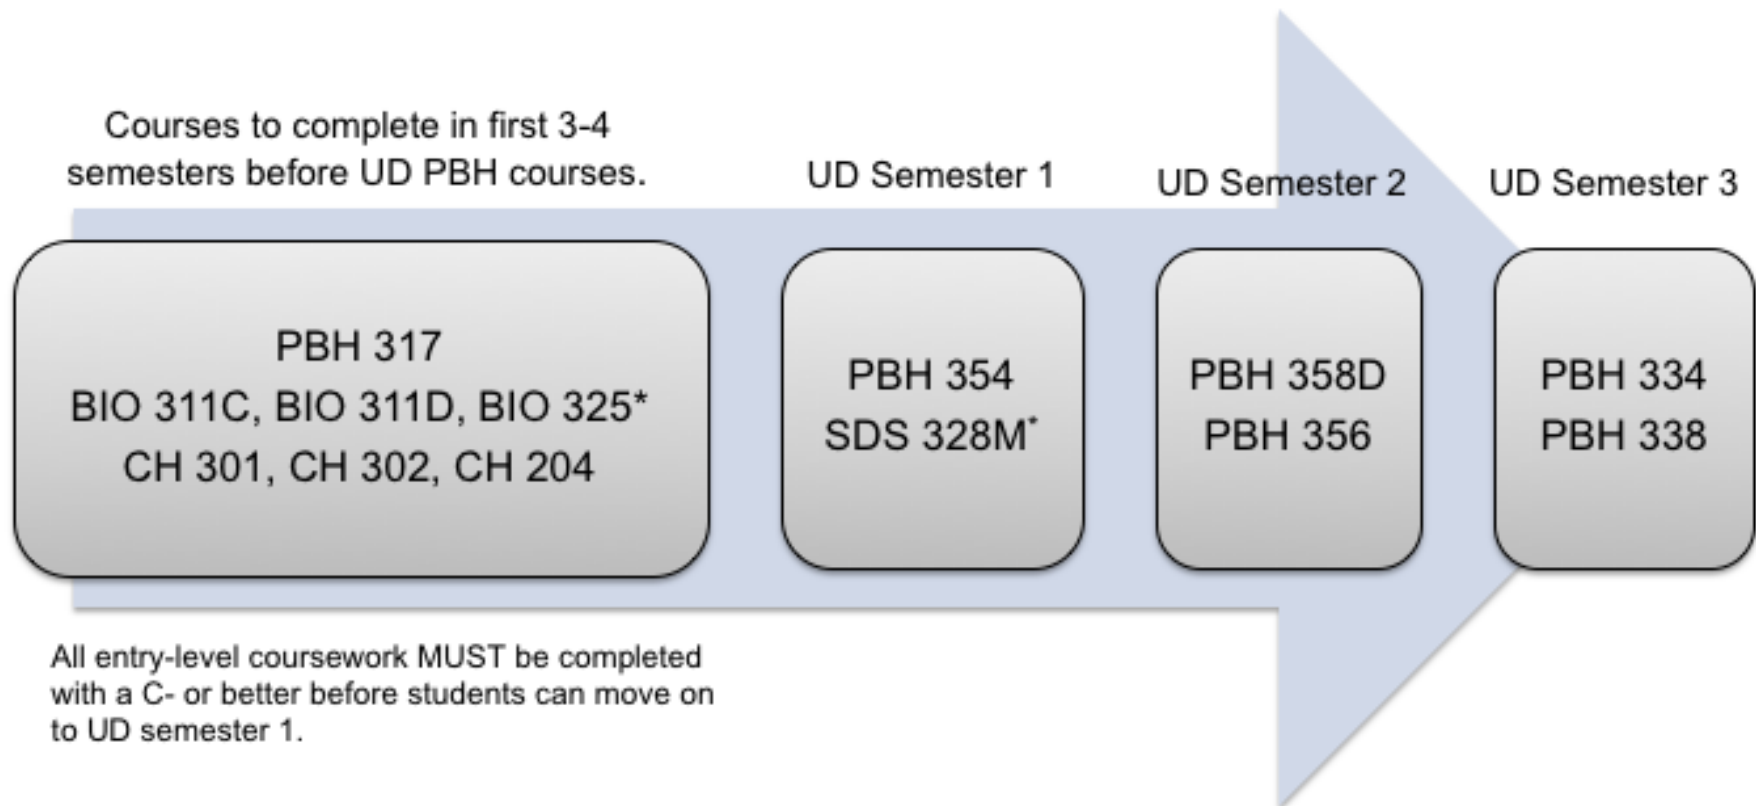 Courses to complete in first 3-4
semesters before UD PBH courses.
UD Semester 1
UD Semester 2
UD Semester 3
PBH 317
BIO 311C, BIO 311D, BIO 325*
CH 301, CH 302, CH 204
PBH 354
SDS 328M*
PBH 358D
PBH 356
PBH 334
PBH 338
All entry-level coursework MUST be completed
with a C- or better before students can move on
to UD semester 1.